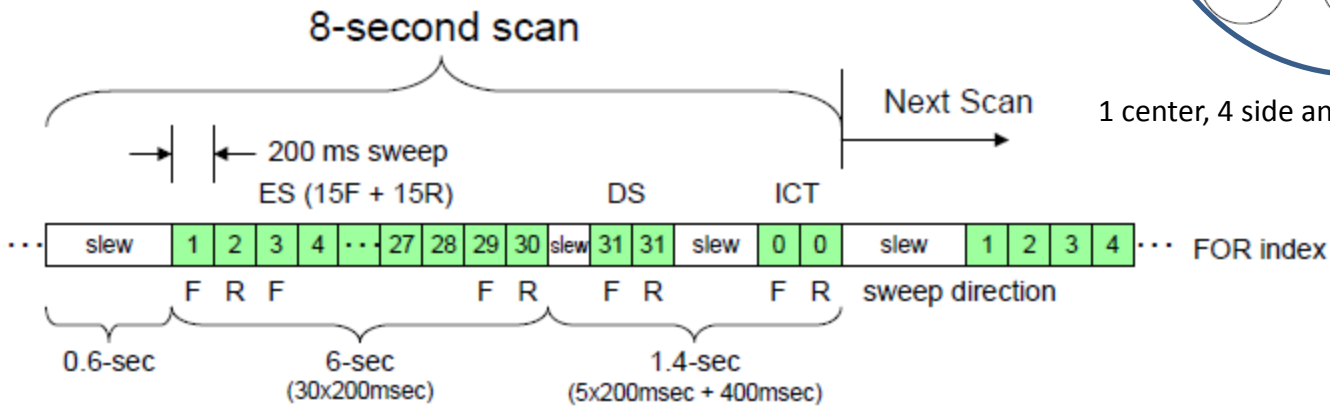 8-second scan
Next Scan
1 center, 4 side an
200 ms sweep
ES (15F + 15R)
DS
ICT
··· slew 1 2 3 4 ··· 27 28 29 30 slew 31 31 slew 0 0 slew 1 2 3 4 ··· FOR index
F R F F R F R F R sweep direction
0.6-sec
6-sec
1.4-sec
(30x200msec)
(5x200msec + 400msec)